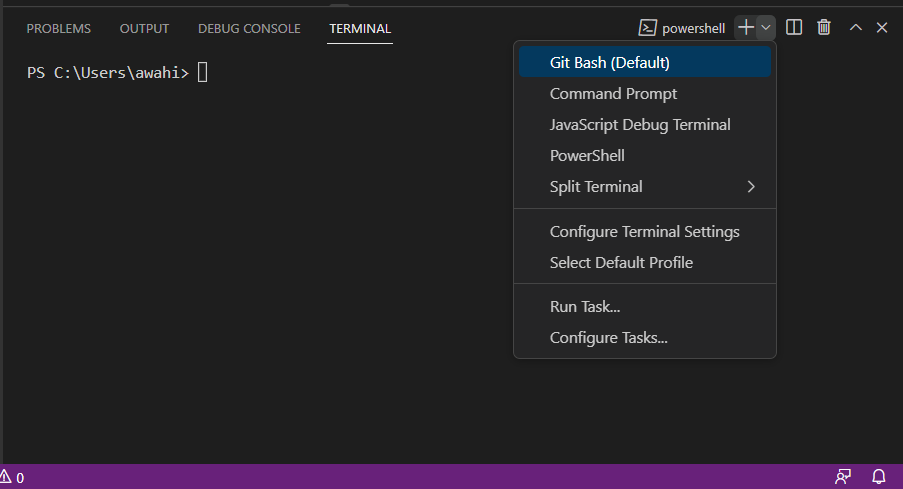 PROBLEMS OUTPUT DEBUG CONSOLE TERMINAL powershell
PS C:\Users\awahi>
Git Bash (Default)
Command Prompt
JavaScript Debug Terminal
PowerShell
Split Terminal
Configure Terminal Settings
Select Default Profile
Run Task...
Configure Tasks...
0